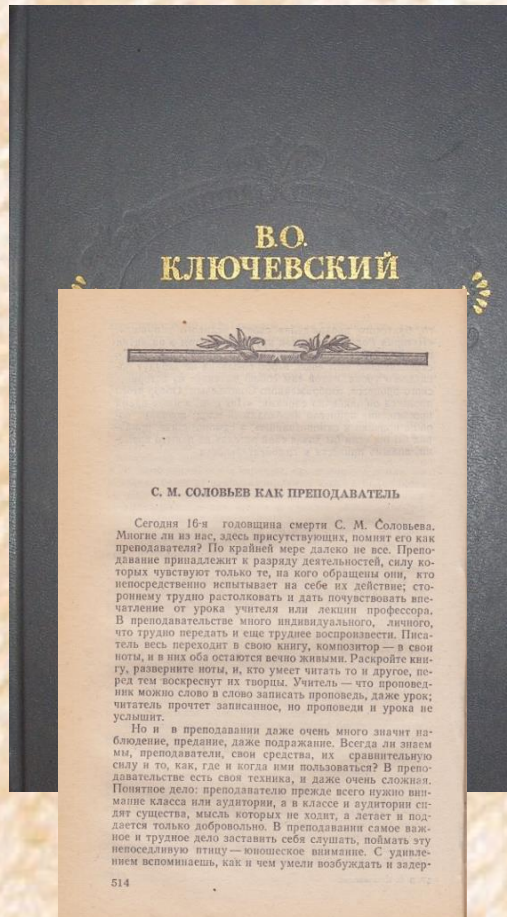 В.О.
КЛЮЧЕВСКИЙ
С. М. СОЛОВЬЕВ КАК ПРЕПОДАВАТЕЛЬ
Сегодня 16-я годовщина смерти С. М. Соловьева.
Многие ли из нас, здесь присутствующих, помнят его как
преподавателя? По крайней мере далеко не все. Препо-
давание принадлежит к разряду деятельностей, силу ко-
торых чувствуют только те, на кого обращены они, кто
непосредственно испытывает на себе их действие; сто-
роннему трудно растолковать и дать почувствовать впе-
чатление от урока учителя или лекции профессора.
В преподавательстве много индивидуального, личного,
что трудно передать и еще труднее воспроизвести. Писа-
тель весь переходит в свою книгу, композитор — в свои
ноты, и в них оба остаются вечно живыми. Раскройте кни-
гу, разверните ноты, и, кто умеет читать то и другое, пе-
ред тем воскреснут их творцы. Учитель — что проповед-
ник можно слово в слово записать проповедь, даже урок;
читатель прочтет записанное, но проповеди и урока не
услышит.
Но и в преподавании даже очень много значит на-
блюдение, предание, даже подражание. Всегда ли знаем
мы, преподаватели, свои средства, их сравнительную
силу и то, как, где и когда ими пользоваться? В препо-
давательстве есть своя техника, и даже очень сложная.
Понятное дело: преподавателю прежде всего нужно вни-
мание класса или аудитории, а в классе и аудитории си-
дят существа, мысль которых не ходит, а летает и под-
дается только добровольно. В преподавании самое важ-
ное и трудное дело заставить себя слушать, поймать эту
непоседливую птицу — юношеское внимание. С удивле-
нием вспоминаешь, как и чем умели возбуждать и задер-
514